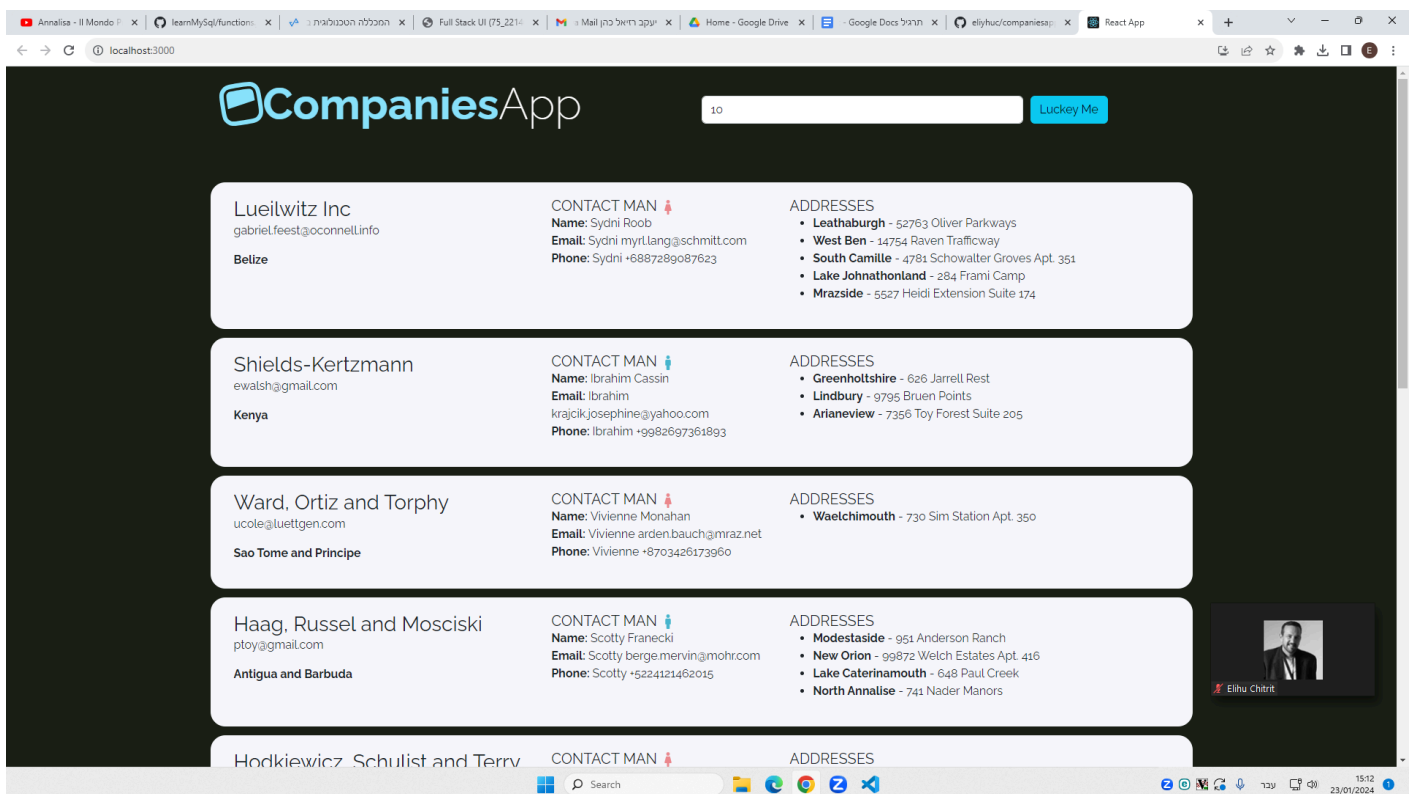 Annalisa - Il Mondo P
learnMySql/functions.
המכללה הטכנולוגית ב
Full Stack UI (75_2214
יעקב רזיאל כהן Mail
Home - Google Drive
תרגיל - Google Docs
eliyhuc/companiesap
React App
localhost:3000
E
CompaniesApp
10
Luckey Me
Lueilwitz Inc
gabriel.feest@oconnell.info
Belize
CONTACT MAN
Name: Sydni Roob
Email: Sydni myrl.lang@schmitt.com
Phone: Sydni +6887289087623
ADDRESSES
• Leathaburgh - 52763 Oliver Parkways
• West Ben - 14754 Raven Trafficway
• South Camille - 4781 Schowalter Groves Apt. 351
• Lake Johnathonland - 284 Frami Camp
• Mrazside - 5527 Heidi Extension Suite 174
Shields-Kertzmann
ewalsh@gmail.com
Kenya
CONTACT MAN
Name: Ibrahim Cassin
Email: Ibrahim
krajcik.josephine@yahoo.com
Phone: Ibrahim +9982697361893
ADDRESSES
• Greenholtshire - 626 Jarrell Rest
• Lindbury - 9795 Bruen Points
• Arianeview - 7356 Toy Forest Suite 205
Ward, Ortiz and Torphy
ucole@luettgen.com
Sao Tome and Principe
CONTACT MAN
Name: Vivienne Monahan
Email: Vivienne arden.bauch@mraz.net
Phone: Vivienne +8703426173960
ADDRESSES
• Waelchimouth - 730 Sim Station Apt. 350
Haag, Russel and Mosciski
ptoy@gmail.com
Antigua and Barbuda
CONTACT MAN
Name: Scotty Franecki
Email: Scotty berge.mervin@mohr.com
Phone: Scotty +5224121462015
ADDRESSES
• Modestaside - 951 Anderson Ranch
• New Orion - 99872 Welch Estates Apt. 416
• Lake Caterinamouth - 648 Paul Creek
• North Annalise - 741 Nader Manors
Elihu Chitrit
Hodkiewicz, Schulist and Terry
CONTACT MAN
ADDRESSES
Search
עבר
15:12
23/01/2024
1